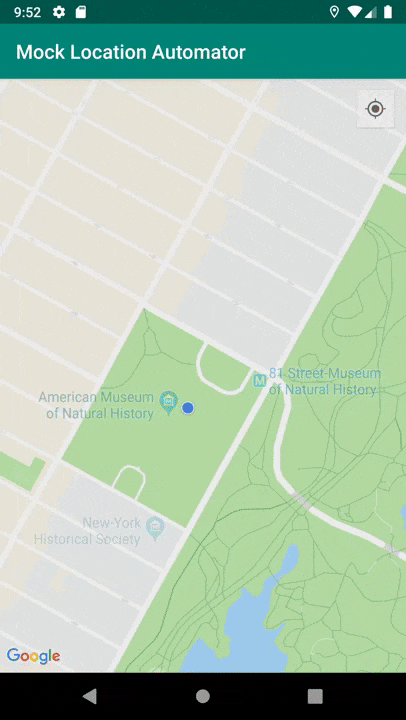 9:52
Mock Location Automator
81 Street-Museum
of Natural History
American Museum
of Natural History
New-York
Historical Society
Google